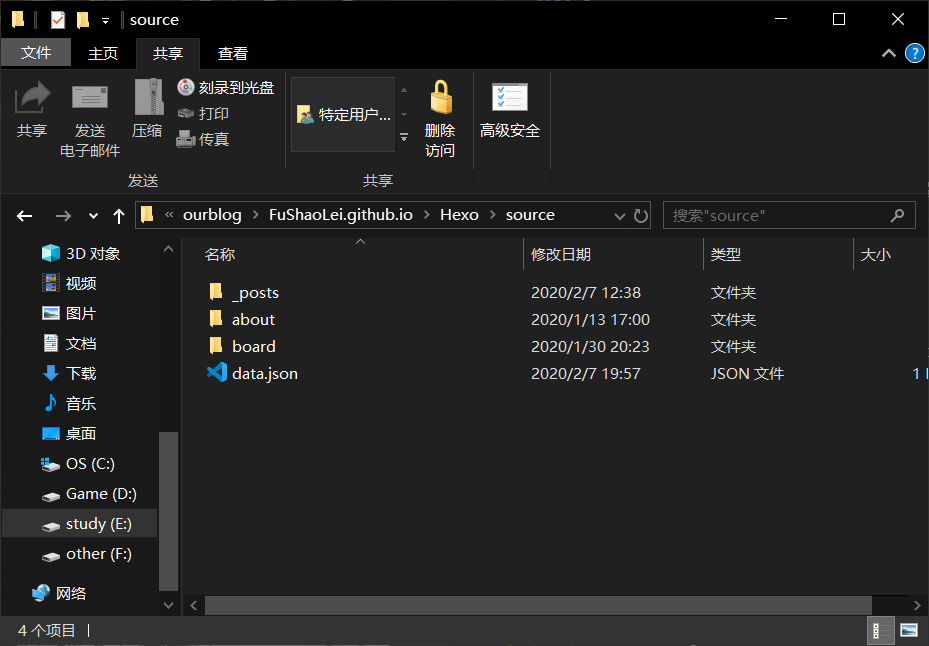 source
文件 主页 共享 查看
共享
发送
电子邮件
压缩
刻录到光盘
打印
传真
发送
特定用户...
删除
访问
共享
高级安全
« ourblog > FuShaoLei.github.io > Hexo > source
搜索"source"
3D 对象
视频
图片
文档
下载
音乐
桌面
OS (C:)
Game (D:)
study (E:)
other (F:)
网络
名称 修改日期 类型 大小
_posts 2020/2/7 12:38 文件夹
about 2020/1/13 17:00 文件夹
board 2020/1/30 20:23 文件夹
data.json 2020/2/7 19:57 JSON 文件 1
4 个项目